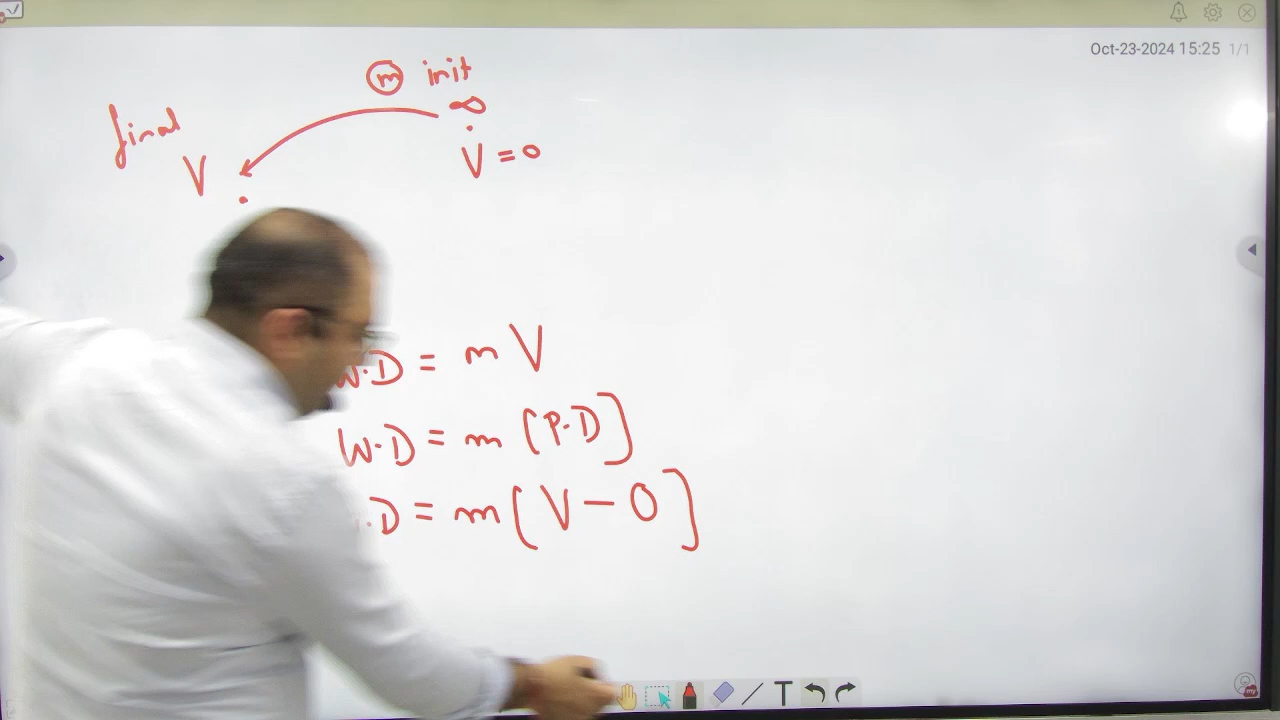 Oct-23-2024 15:25 1/1
m init
∞
final
V
V = 0
W.D = m V
W.D = m [P.D]
.D = m [V - 0]
T